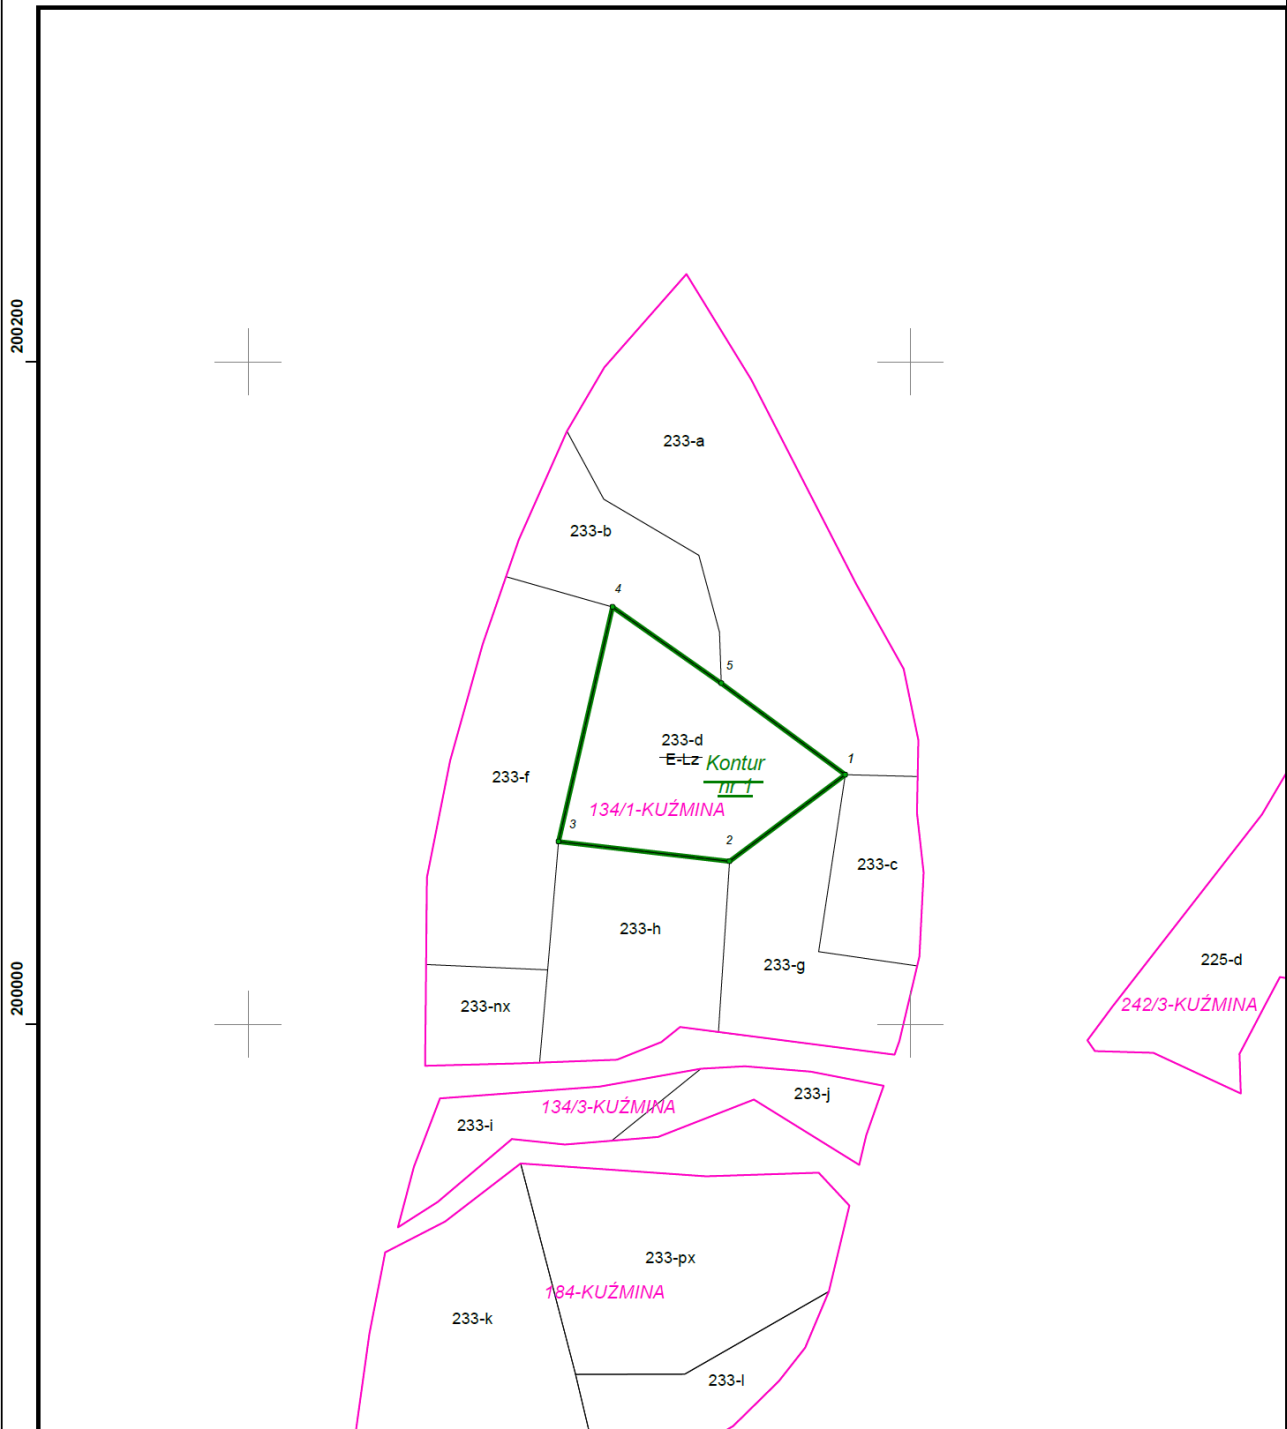 200200
233-a
233-b
4
5
233-d
E-Lz
Kontur
nr 1
1
233-f
134/1-KUŹMINA
3
2
233-c
233-h
233-g
225-d
200000
233-nx
242/3-KUŹMINA
233-j
134/3-KUŹMINA
233-i
233-px
184-KUŹMINA
233-k
233-l